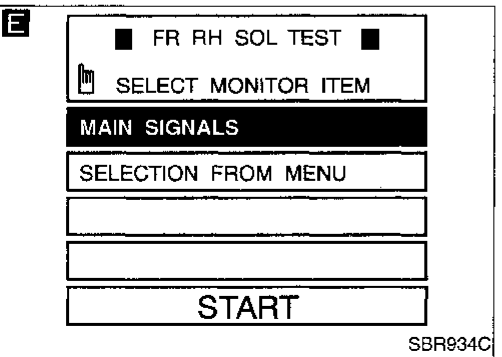 E
FR RH SOL TEST
SELECT MONITOR ITEM
MAIN SIGNALS
SELECTION FROM MENU
START
SBR934C